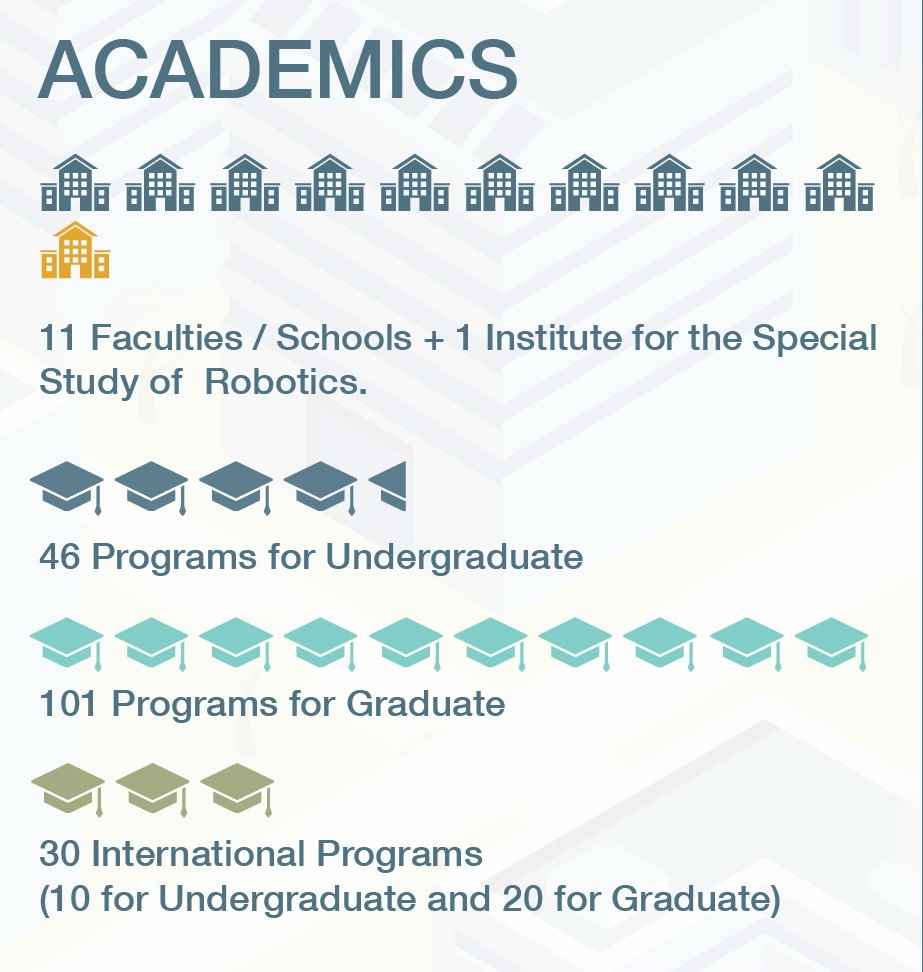 ACADEMICS
11 Faculties / Schools + 1 Institute for the Special
Study of  Robotics.
46 Programs for Undergraduate
101 Programs for Graduate
30 International Programs
(10 for Undergraduate and 20 for Graduate)